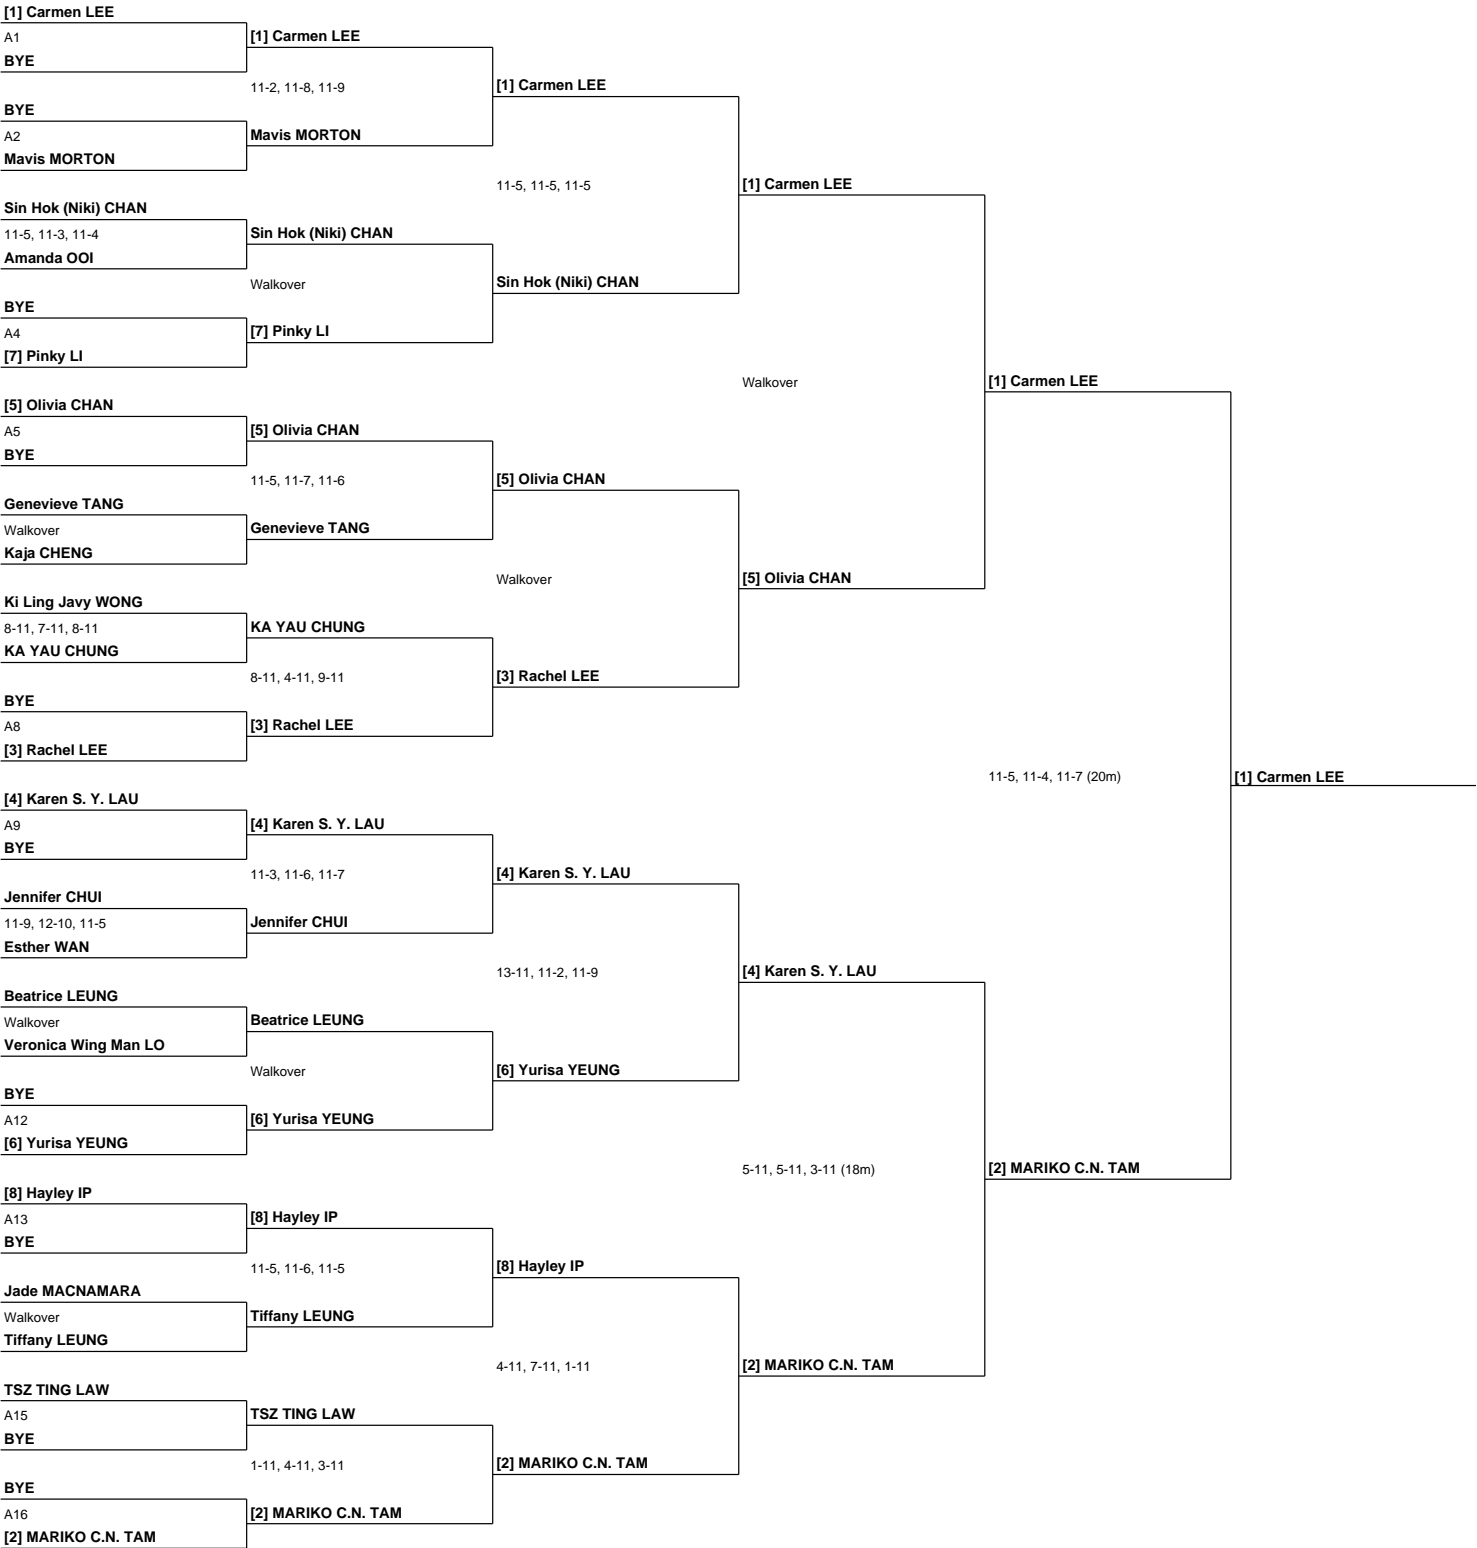 [1] Carmen LEE
A1
BYE
BYE
A2
Mavis MORTON
Sin Hok (Niki) CHAN
11-5, 11-3, 11-4
Amanda OOI
BYE
A4
[7] Pinky LI
[5] Olivia CHAN
A5
BYE
Genevieve TANG
Walkover
Kaja CHENG
Ki Ling Javy WONG
8-11, 7-11, 8-11
KA YAU CHUNG
BYE
A8
[3] Rachel LEE
[4] Karen S. Y. LAU
A9
BYE
Jennifer CHUI
11-9, 12-10, 11-5
Esther WAN
Beatrice LEUNG
Walkover
Veronica Wing Man LO
BYE
A12
[6] Yurisa YEUNG
[8] Hayley IP
A13
BYE
Jade MACNAMARA
Walkover
Tiffany LEUNG
TSZ TING LAW
A15
BYE
BYE
A16
[2] MARIKO C.N. TAM
[1] Carmen LEE
11-2, 11-8, 11-9
Mavis MORTON
Sin Hok (Niki) CHAN
Walkover
[7] Pinky LI
[5] Olivia CHAN
11-5, 11-7, 11-6
Genevieve TANG
KA YAU CHUNG
8-11, 4-11, 9-11
[3] Rachel LEE
[4] Karen S. Y. LAU
11-3, 11-6, 11-7
Jennifer CHUI
Beatrice LEUNG
Walkover
[6] Yurisa YEUNG
[8] Hayley IP
11-5, 11-6, 11-5
Tiffany LEUNG
TSZ TING LAW
1-11, 4-11, 3-11
[2] MARIKO C.N. TAM
[1] Carmen LEE
11-5, 11-5, 11-5
Sin Hok (Niki) CHAN
[5] Olivia CHAN
Walkover
[3] Rachel LEE
[4] Karen S. Y. LAU
13-11, 11-2, 11-9
[6] Yurisa YEUNG
[8] Hayley IP
4-11, 7-11, 1-11
[2] MARIKO C.N. TAM
[1] Carmen LEE
Walkover
[5] Olivia CHAN
[4] Karen S. Y. LAU
5-11, 5-11, 3-11 (18m)
[2] MARIKO C.N. TAM
[1] Carmen LEE
11-5, 11-4, 11-7 (20m)
[2] MARIKO C.N. TAM
[1] Carmen LEE